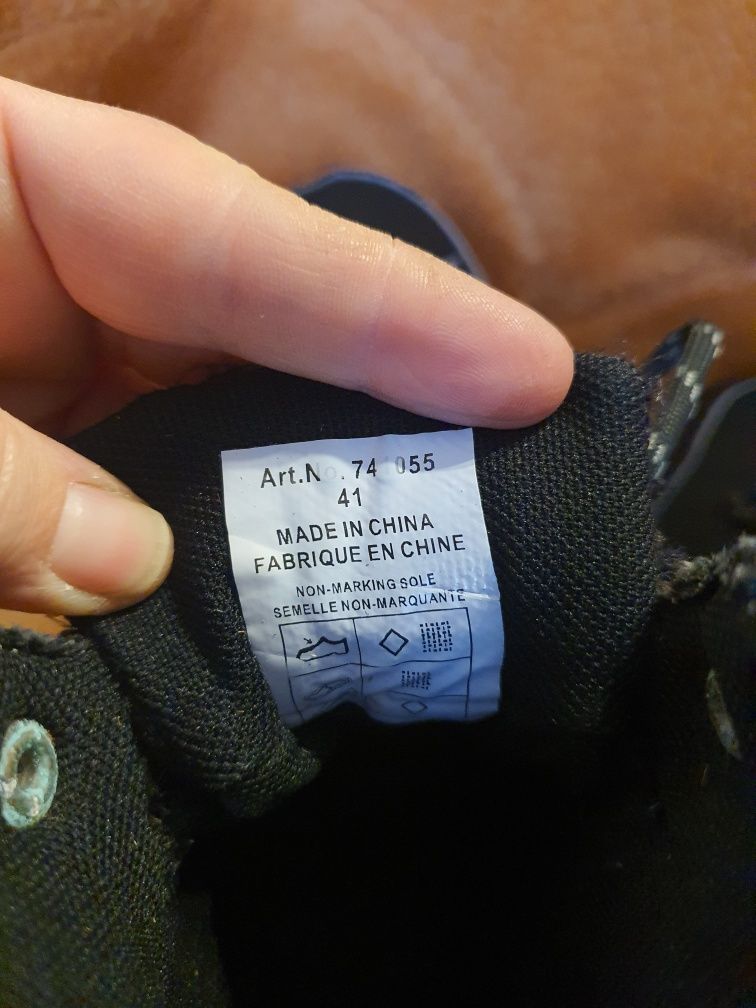 Art.No. 74 055
41
MADE IN CHINA
FABRIQUE EN CHINE
NON-MARKING SOLE
SEMELLE NON-MARQUANTE